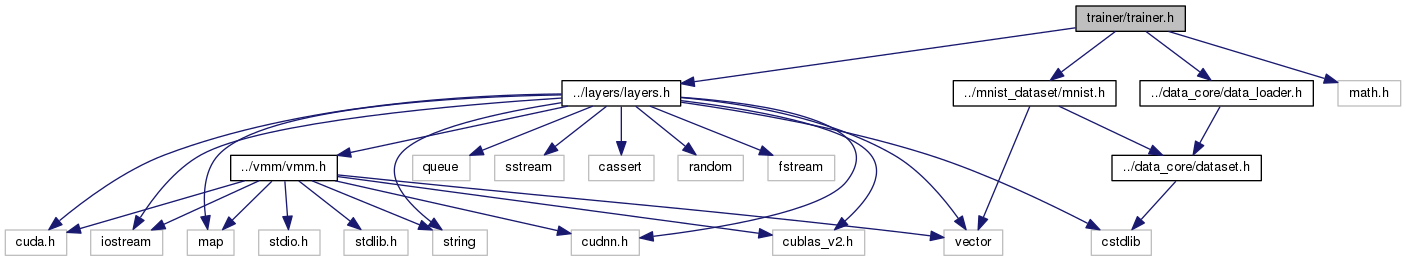 trainer/trainer.h
../layers/layers.h
../mnist_dataset/mnist.h
../data_core/data_loader.h
math.h
../vmm/vmm.h
queue
sstream
cassert
random
fstream
../data_core/dataset.h
cuda.h
iostream
map
stdio.h
stdlib.h
string
cudnn.h
cublas_v2.h
vector
cstdlib